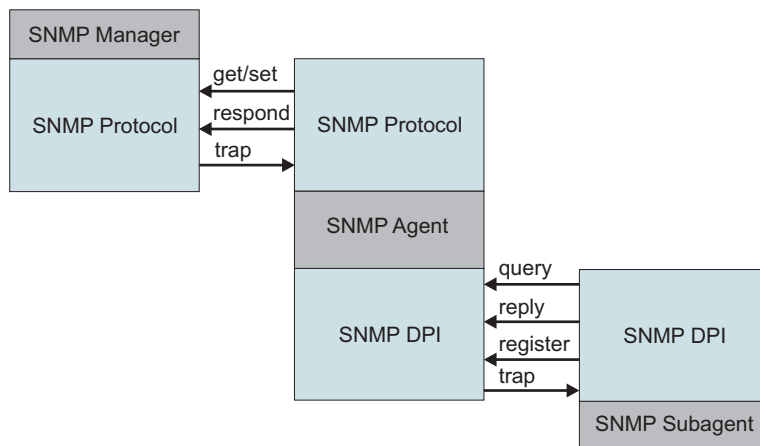 SNMP Manager
SNMP Protocol
get/set
respond
trap
SNMP Protocol
SNMP Agent
SNMP DPI
query
reply
register
trap
SNMP DPI
SNMP Subagent